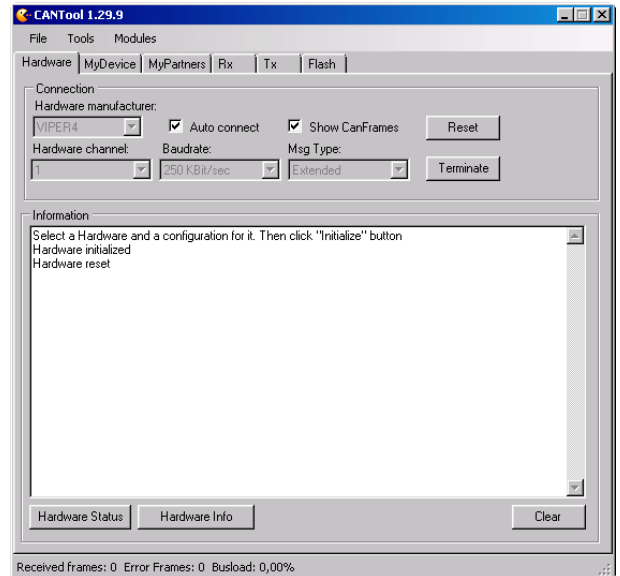 CANTool 1.29.9
File Tools Modules
Hardware MyDevice MyPartners Rx Tx Flash
Connection
Hardware manufacturer:
VIPER4 Auto connect Show CanFrames Reset
Hardware channel: Baudrate: Msg Type:
1 250 KBit/sec Extended Terminate
Information
Select a Hardware and a configuration for it. Then click "Initialize" button
Hardware initialized
Hardware reset
Hardware Status Hardware Info Clear
Received frames: 0 Error Frames: 0 Busload: 0,00%